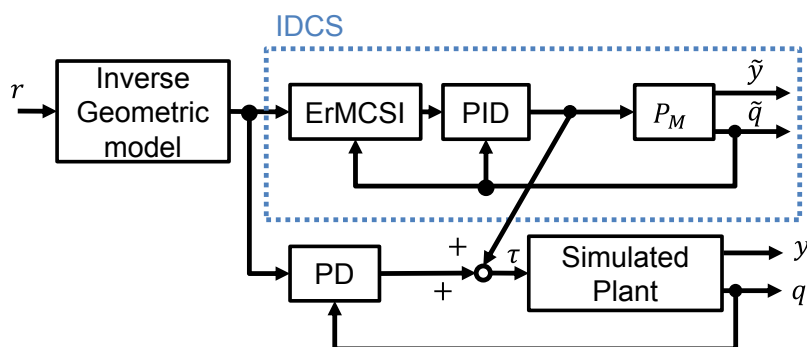 IDCS
r
Inverse
Geometric
model
ErMCSI
PID
P_M
ỹ
q̃
PD
+
+
τ
Simulated
Plant
y
q